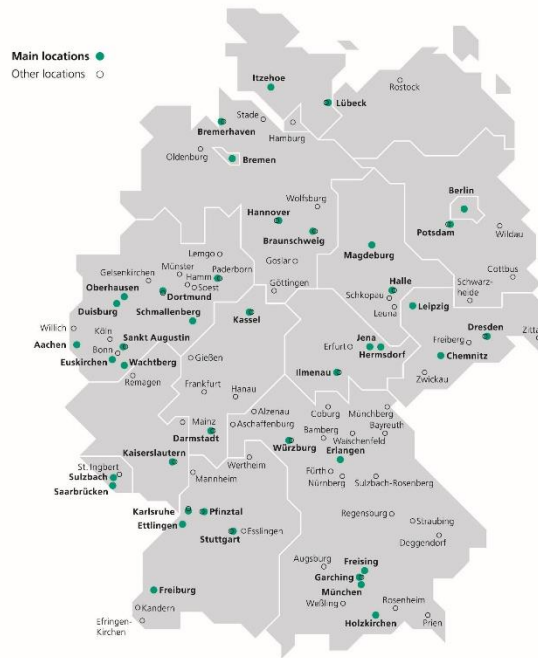 Main locations
Other locations
Itzehoe
Rostock
Lübeck
Stade
Bremerhaven
Hamburg
Oldenburg
Bremen
Wolfsburg
Berlin
Hannover
Potsdam
Wildau
Braunschweig
Magdeburg
Lemgo
Goslar
Münster
Paderborn
Gelsenkirchen
Hamm
Cottbus
Oberhausen
Soest
Göttingen
Halle
Schwarz-
heide
Dortmund
Schkopau
Duisburg
Leuna
Leipzig
Schmallenberg
Kassel
Willich
Köln
Dresden
Sankt Augustin
Jena
Freiberg
Aachen
Bonn
Erfurt
Hermsdorf
Chemnitz
Euskirchen
Wachtberg
Gießen
Ilmenau
Zwickau
Remagen
Frankfurt
Hanau
Coburg
Münchberg
Alzenau
Mainz
Aschaffenburg
Bamberg
Bayreuth
Darmstadt
Würzburg
Waischenfeld
Erlangen
Kaiserslautern
Wertheim
St. Ingbert
Fürth
Sulzbach
Mannheim
Nürnberg
Sulzbach-Rosenberg
Saarbrücken
Karlsruhe
Pfinztal
Regensburg
Ettlingen
Straubing
Stuttgart
Esslingen
Deggendorf
Augsburg
Freising
Garching
Freiburg
München
Weßling
Rosenheim
Kandern
Holzkirchen
Prien
Efringen-
Kirchen